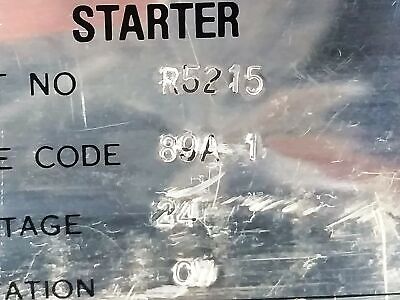 STARTER
T NO R5215
E CODE 89A 1
TAGE 24
ATION CW